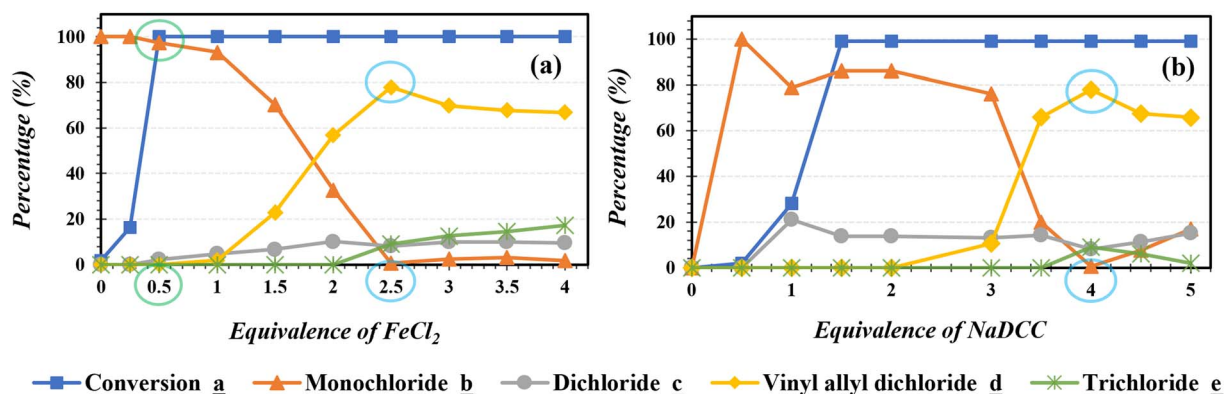 (a)
Percentage (%)
100
80
60
40
20
0
0 0.5 1 1.5 2 2.5 3 3.5 4
Equivalence of FeCl2
(b)
Percentage (%)
100
80
60
40
20
0
0 1 2 3 4 5
Equivalence of NaDCC
Conversion a Monochloride b Dichloride c Vinyl allyl dichloride d Trichloride e